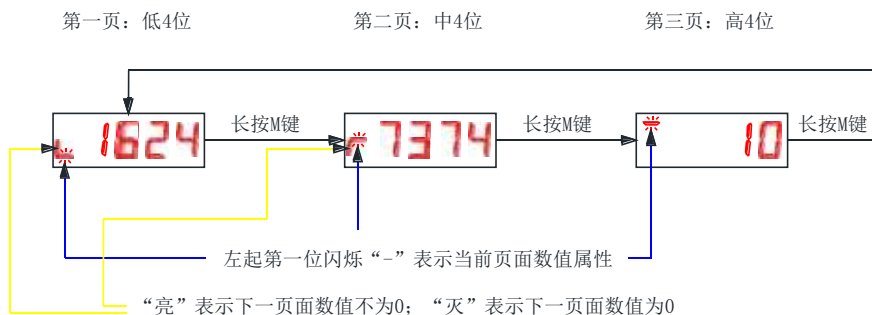 第一页：低4位 第二页：中4位 第三页：高4位
1624 长按M键 7374 长按M键 10 长按M键
左起第一位闪烁“-”表示当前页面数值属性
“亮”表示下一页面数值不为0；“灭”表示下一页面数值为0